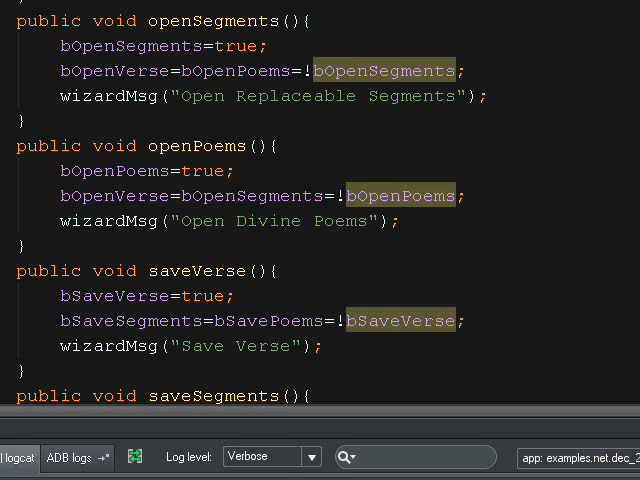 public void openSegments(){
bOpenSegments=true;
bOpenVerse=bOpenPoems=!bOpenSegments;
wizardMsg("Open Replaceable Segments");
}
public void openPoems(){
bOpenPoems=true;
bOpenVerse=bOpenSegments=!bOpenPoems;
wizardMsg("Open Divine Poems");
}
public void saveVerse(){
bSaveVerse=true;
bSaveSegments=bSavePoems=!bSaveVerse;
wizardMsg("Save Verse");
}
public void saveSegments(){
logcat ADB logs Log level: Verbose app: examples.net.dec_2